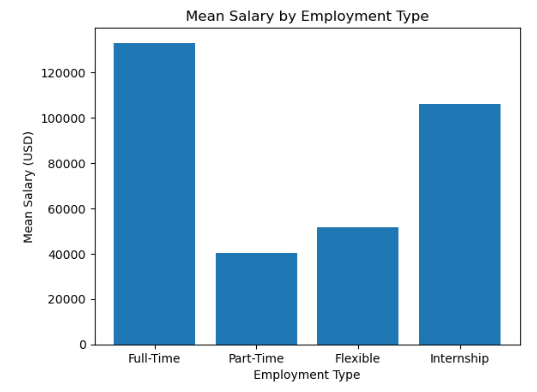 Mean Salary by Employment Type
Mean Salary (USD)
120000
100000
80000
60000
40000
20000
0
Full-Time Part-Time Flexible Internship
Employment Type